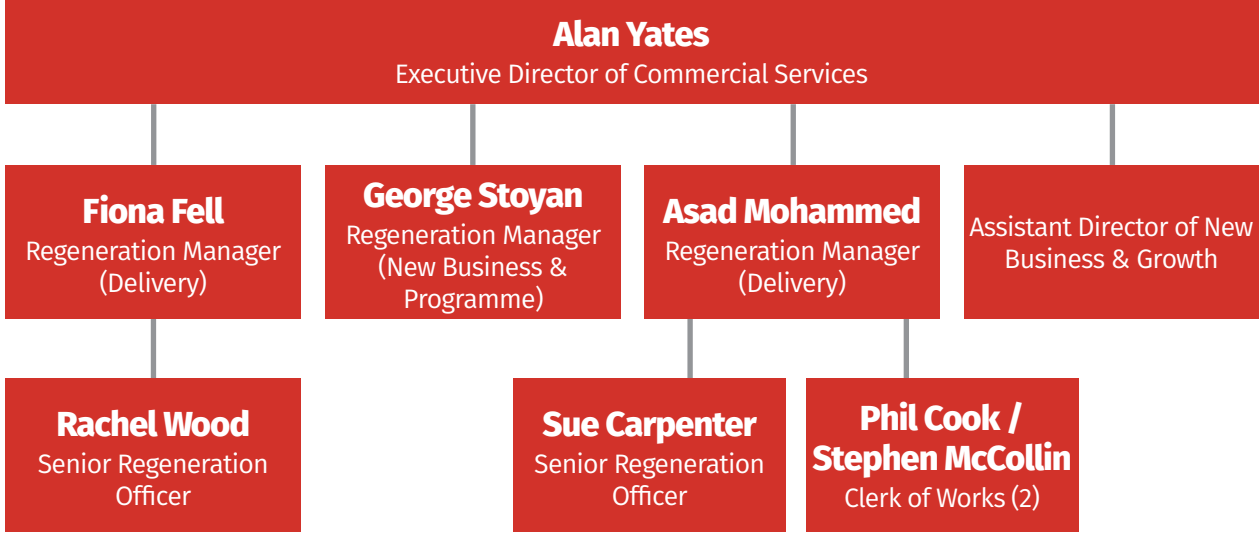 Alan Yates
Executive Director of Commercial Services
Fiona Fell
Regeneration Manager
(Delivery)
George Stoyan
Regeneration Manager
(New Business &
Programme)
Asad Mohammed
Regeneration Manager
(Delivery)
Assistant Director of New
Business & Growth
Rachel Wood
Senior Regeneration
Officer
Sue Carpenter
Senior Regeneration
Officer
Phil Cook /
Stephen McCollin
Clerk of Works (2)